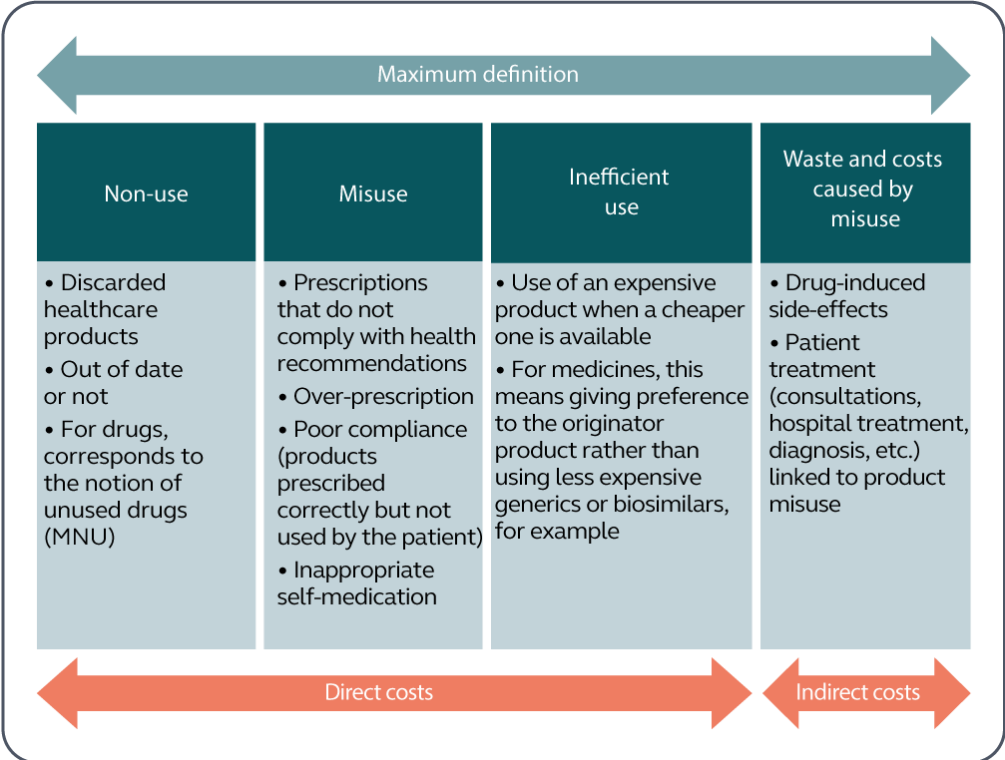 Maximum definition
Non-use
• Discarded
healthcare
products
• Out of date
or not
• For drugs,
corresponds to
the notion of
unused drugs
(MNU)
Misuse
• Prescriptions
that do not
comply with health
recommendations
• Over-prescription
• Poor compliance
(products
prescribed
correctly but not
used by the patient)
• Inappropriate
self-medication
Inefficient
use
• Use of an expensive
product when a cheaper
one is available
• For medicines, this
means giving preference
to the originator
product rather than
using less expensive
generics or biosimilars,
for example
Waste and costs
caused by
misuse
• Drug-induced
side-effects
• Patient
treatment
(consultations,
hospital treatment,
diagnosis, etc.)
linked to product
misuse
Direct costs
Indirect costs